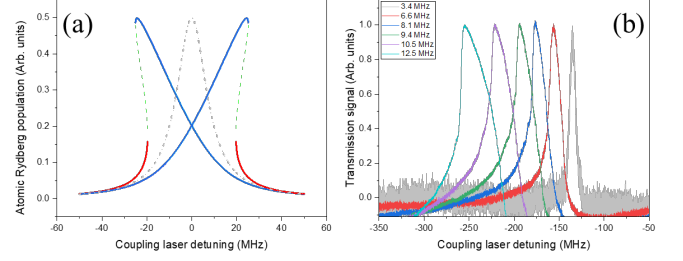 (a)
Atomic Rydberg population (Arb. units)
0.5
0.4
0.3
0.2
0.1
0.0
-60
-40
-20
0
20
40
60
Coupling laser detuning (MHz)
(b)
3.4 MHz
6.6 MHz
8.1 MHz
9.4 MHz
10.5 MHz
12.5 MHz
Transmission signal (Arb. units)
1.0
0.8
0.6
0.4
0.2
0.0
-350
-300
-250
-200
-150
-100
-50
Coupling laser detuning (MHz)